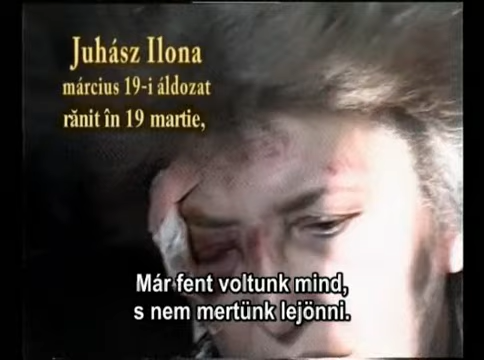 Juhász Ilona
március 19-i áldozat
rănit în 19 martie,
Már fent voltunk mind,
s nem mertünk lejönni.